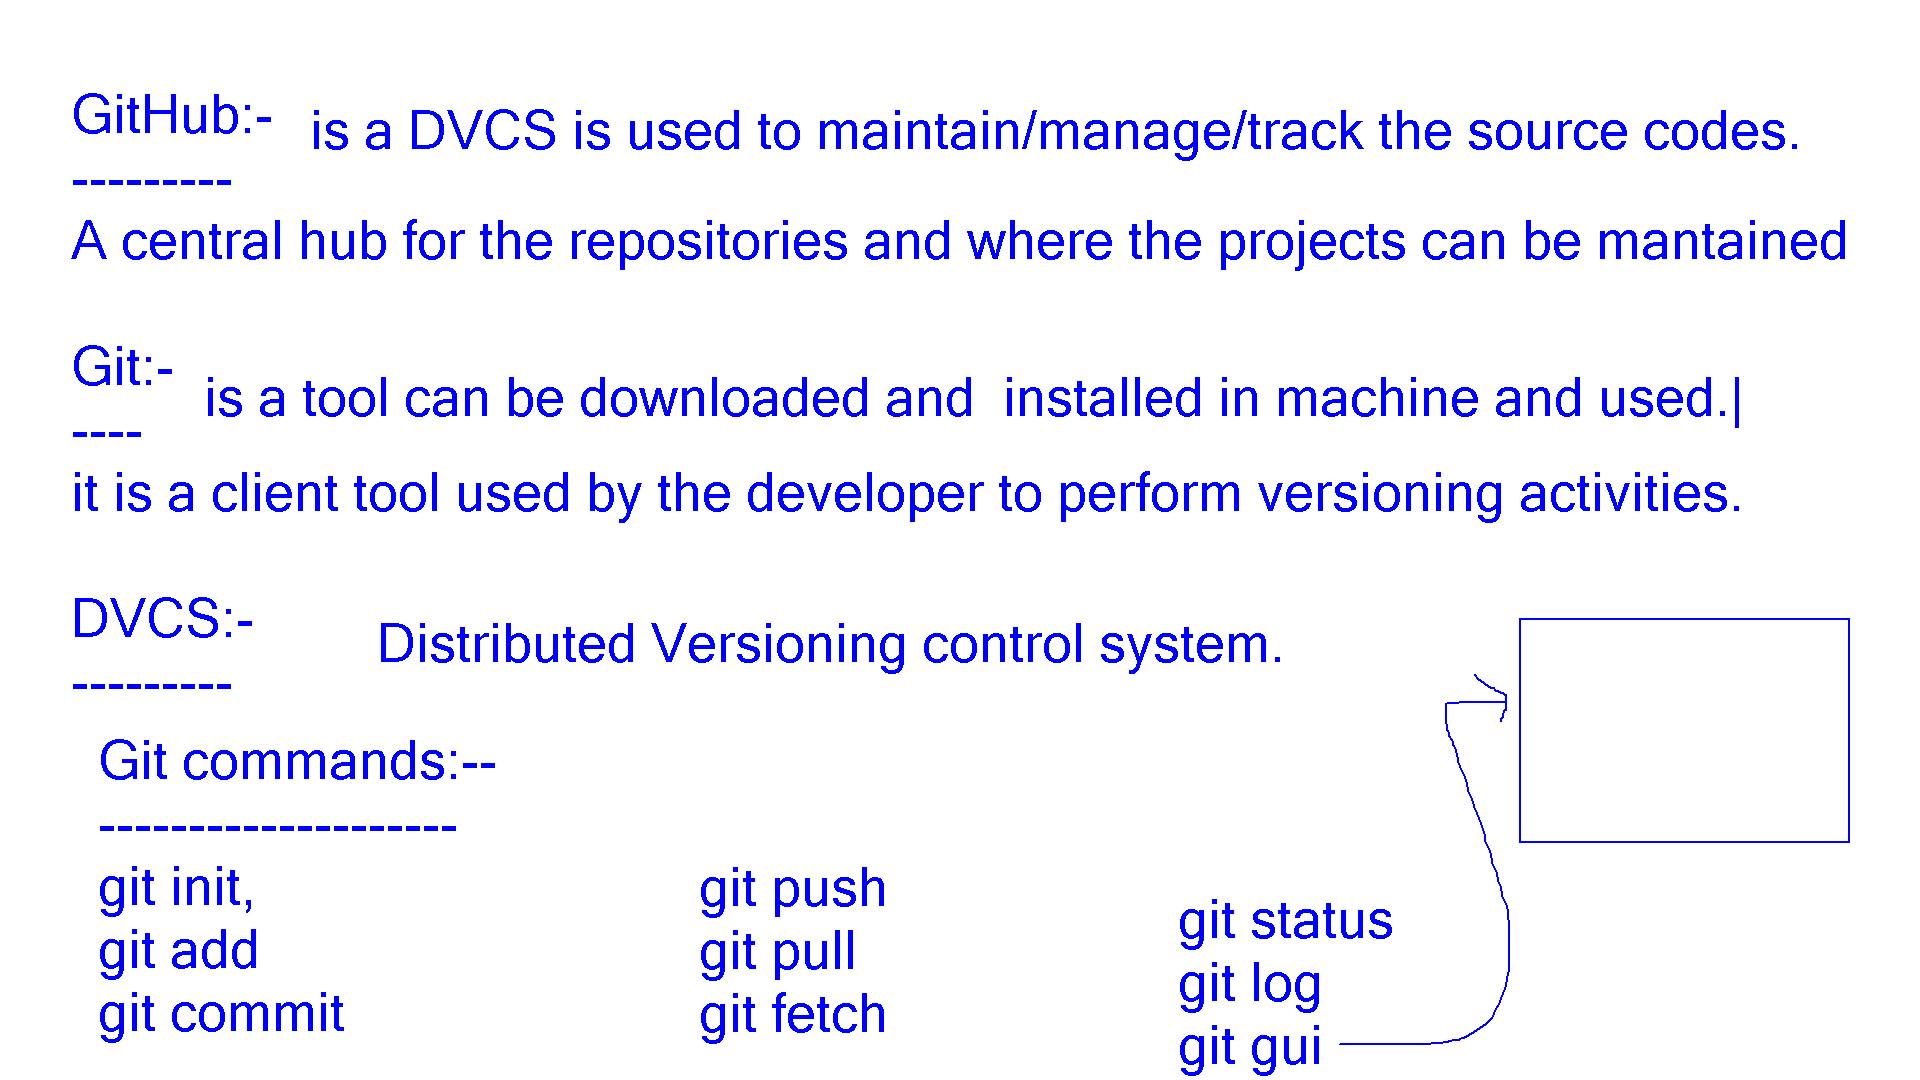 GitHub:- is a DVCS is used to maintain/manage/track the source codes.
---------
A central hub for the repositories and where the projects can be mantained
Git:- is a tool can be downloaded and  installed in machine and used.|
----
it is a client tool used by the developer to perform versioning activities.
DVCS:- Distributed Versioning control system.
---------
Git commands:--
--------------------
git init,
git add
git commit
git push
git pull
git fetch
git status
git log
git gui